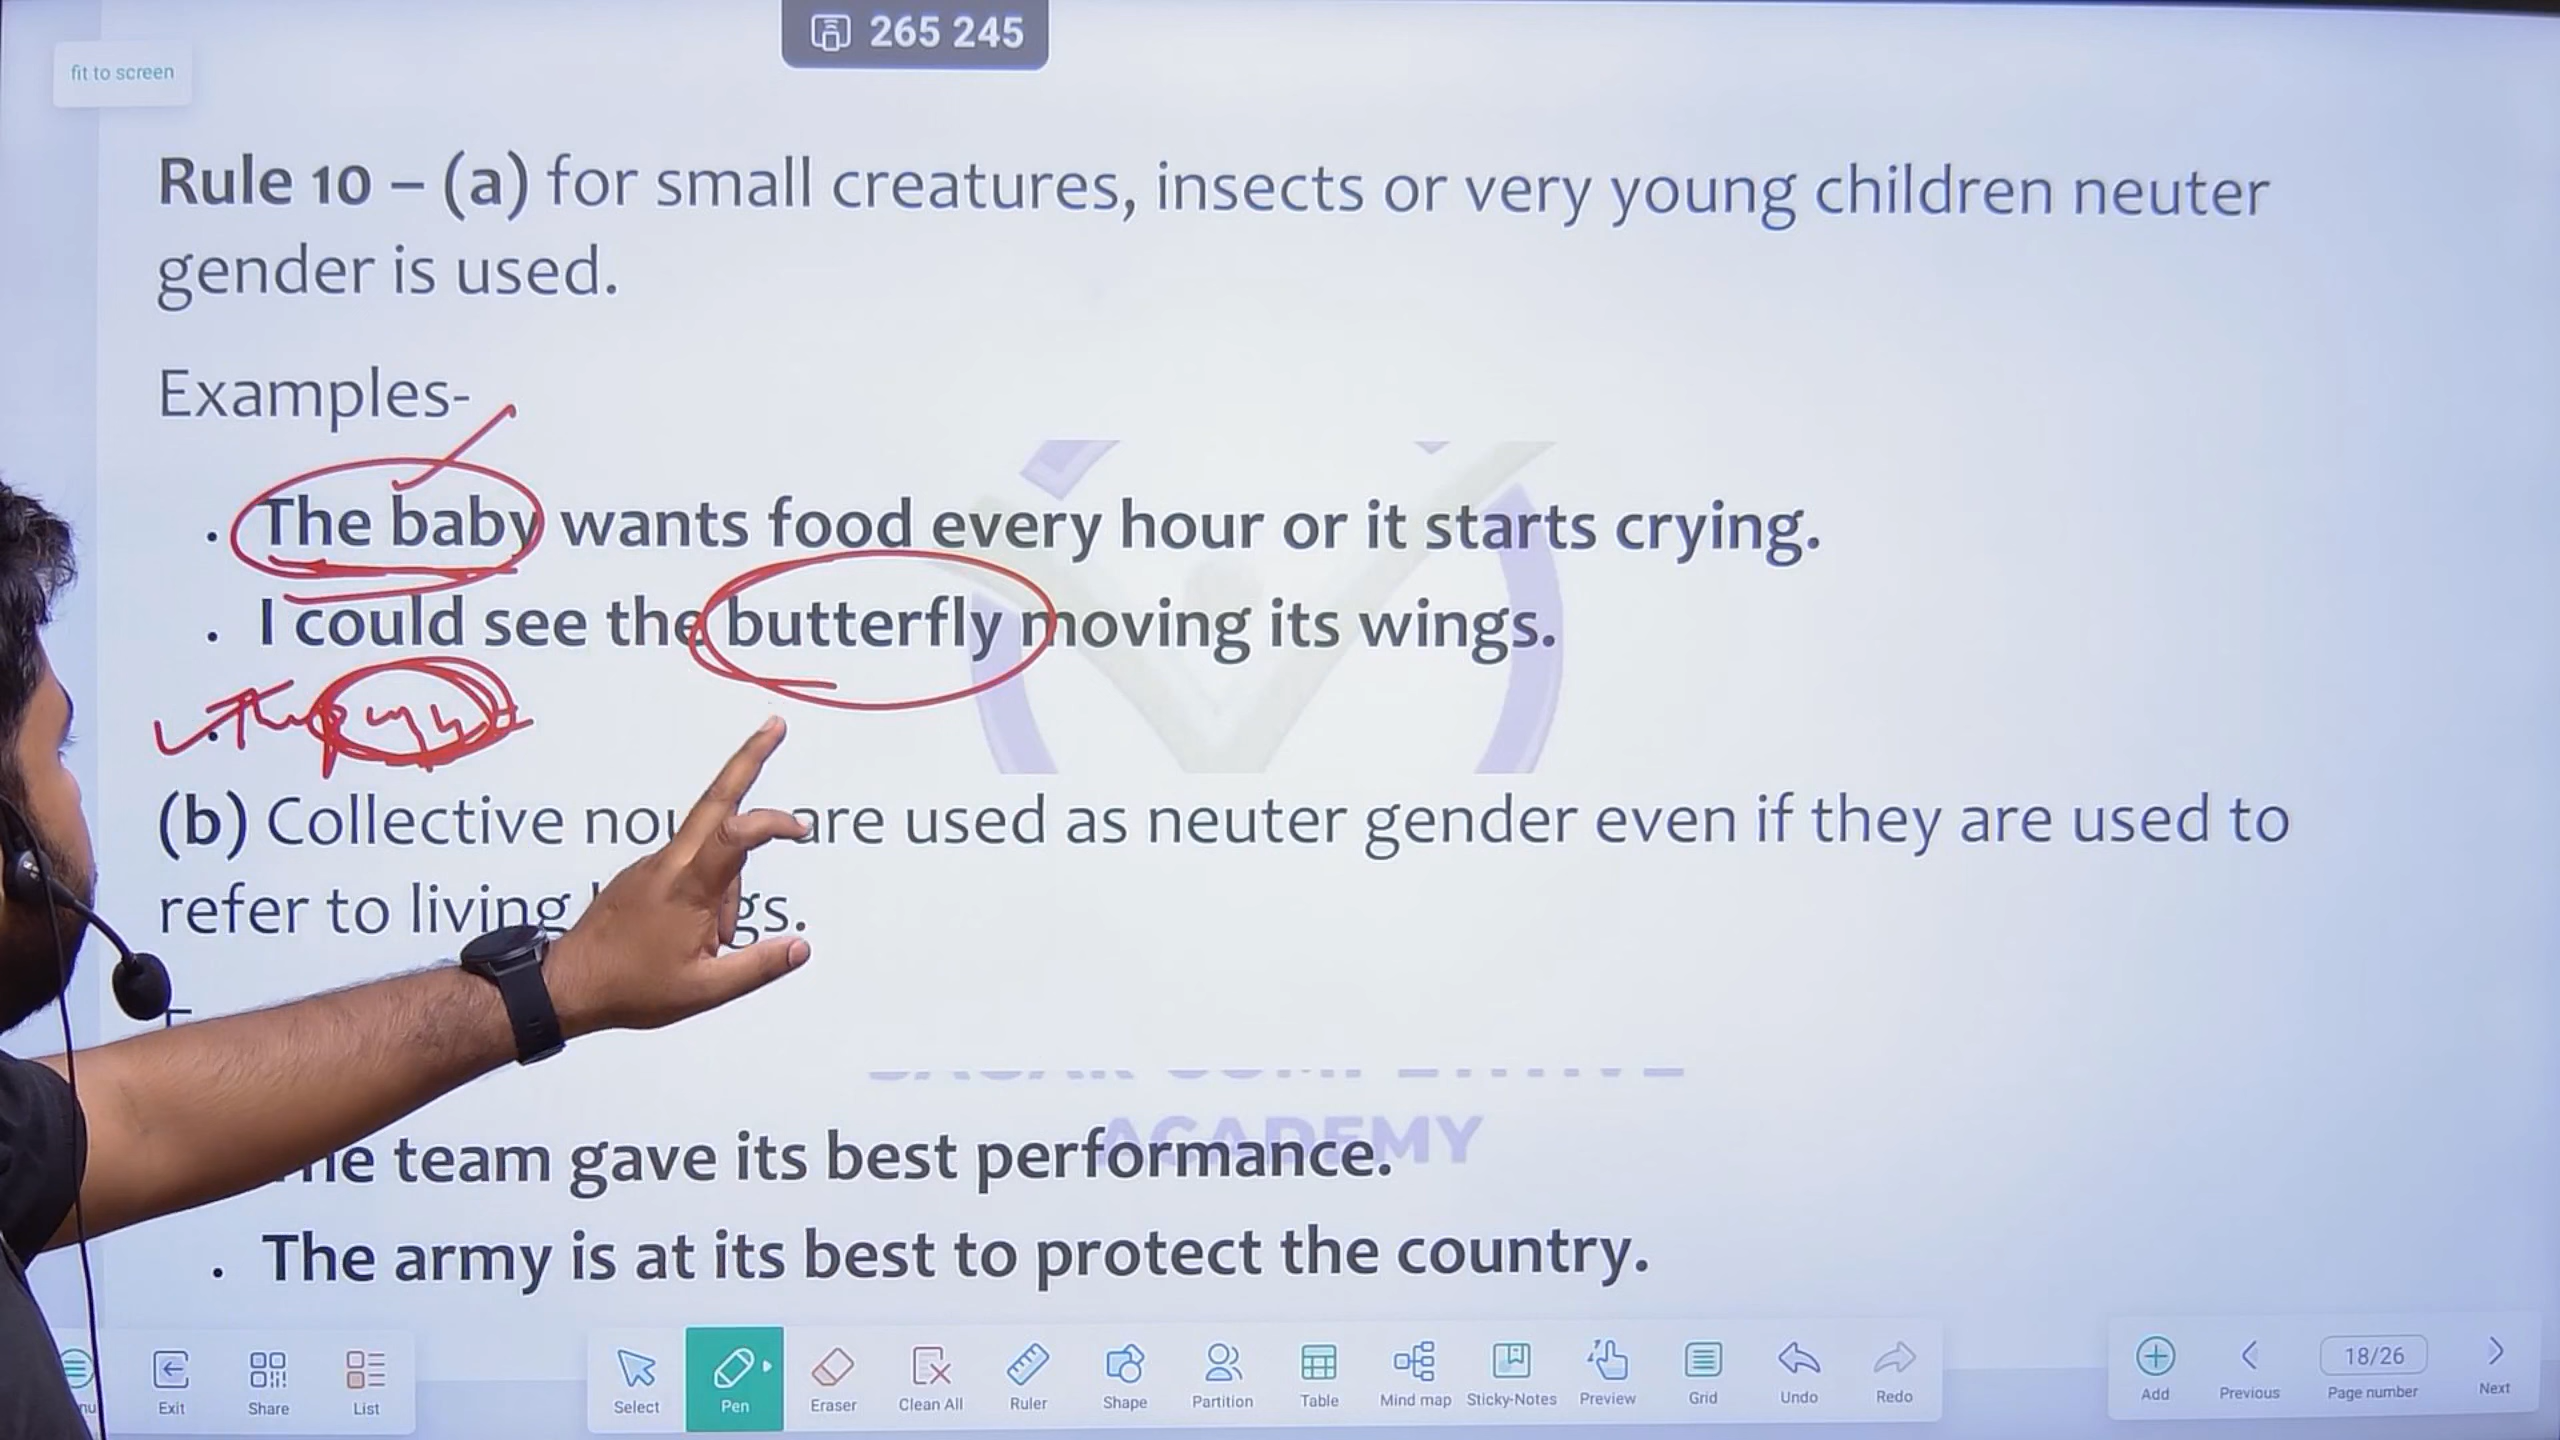 265 245
fit to screen
Rule 10 – (a) for small creatures, insects or very young children neuter
gender is used.
Examples-
. The baby wants food every hour or it starts crying.
. I could see the butterfly moving its wings.
.
(b) Collective are used as neuter gender even if they are used to
refer to living
team gave its best performance.
ACADEMY
. The army is at its best to protect the country.
Exit Share List Select Pen Eraser Clean All Ruler Shape Partition Table Mind map Sticky-Notes Preview Grid Undo Redo Add Previous 18/26 Page number Next